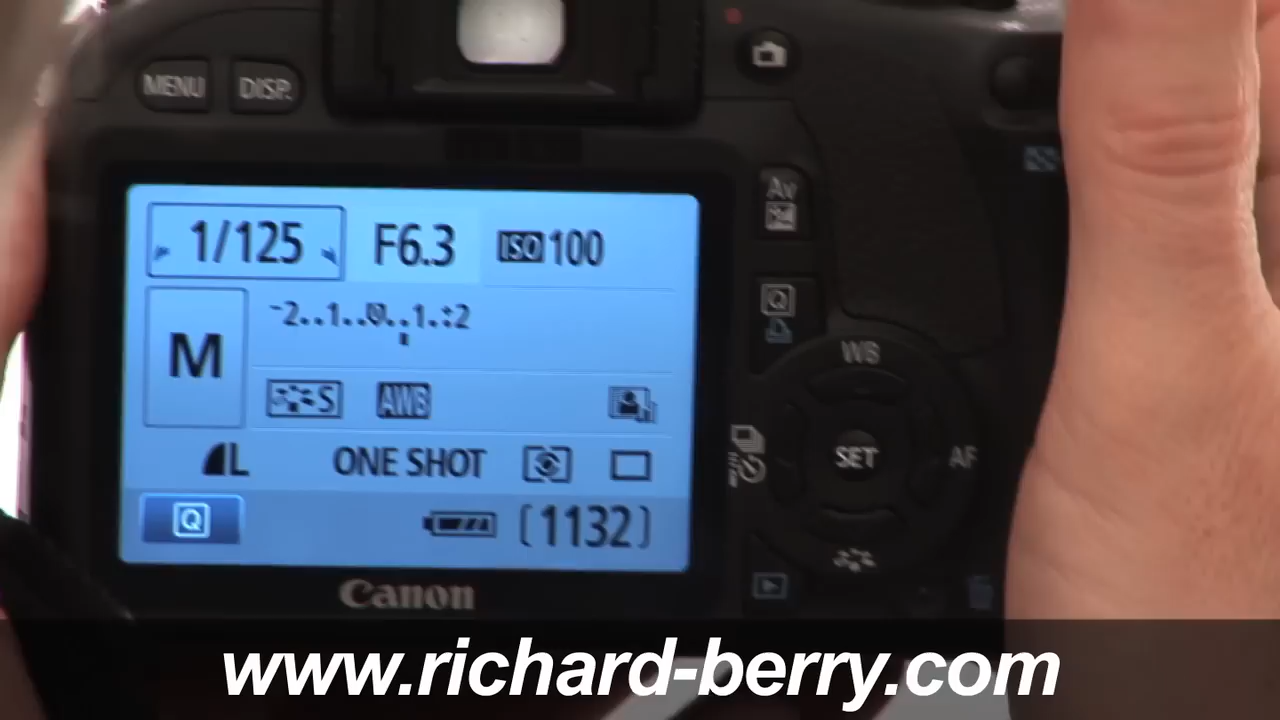 MENU DISP.
Av
1/125 F6.3 ISO 100
Q
-2..1..0..1.:2
WB
M
S AWB
L ONE SHOT
SET AF
Q [1132]
Canon
www.richard-berry.com